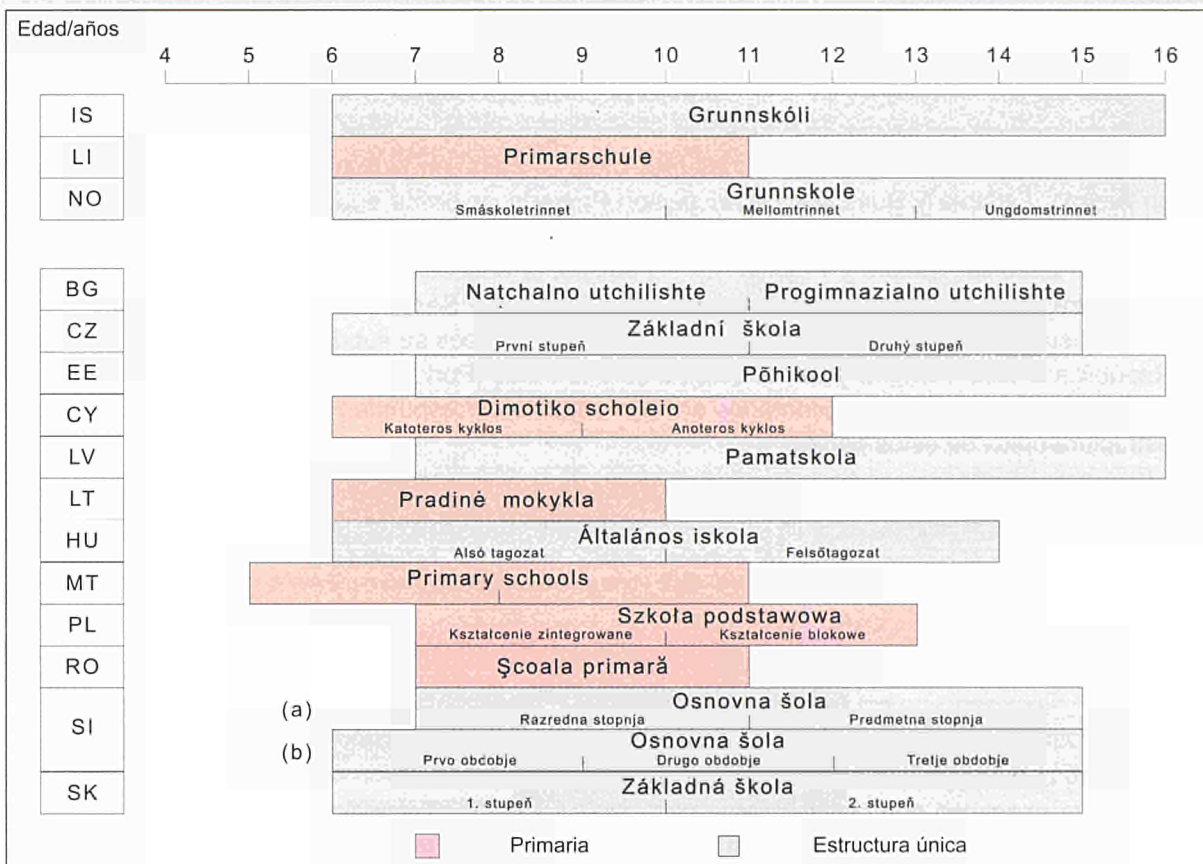 Edad/años
4 5 6 7 8 9 10 11 12 13 14 15 16
IS Grunnskóli
LI Primarschule
NO Grunnskole
Småskoletrinnet Mellomtrinnet Ungdomstrinnet
BG Natchalno utchilishte Progimnazialno utchilishte
CZ Základní škola
První stupeň Druhý stupeň
EE Põhikool
CY Dimotiko scholeio
Katoteros kyklos Anoteros kyklos
LV Pamatskola
LT Pradinė mokykla
HU Általános iskola
Alsó tagozat Felsőtagozat
MT Primary schools
PL Szkoła podstawowa
Kształcenie zintegrowane Kształcenie blokowe
RO Şcoala primară
SI (a) Osnovna šola
Razredna stopnja Predmetna stopnja
(b) Osnovna šola
Prvo obdobje Drugo obdobje Tretje obdobje
SK Základná škola
1. stupeň 2. stupeň
Primaria Estructura única